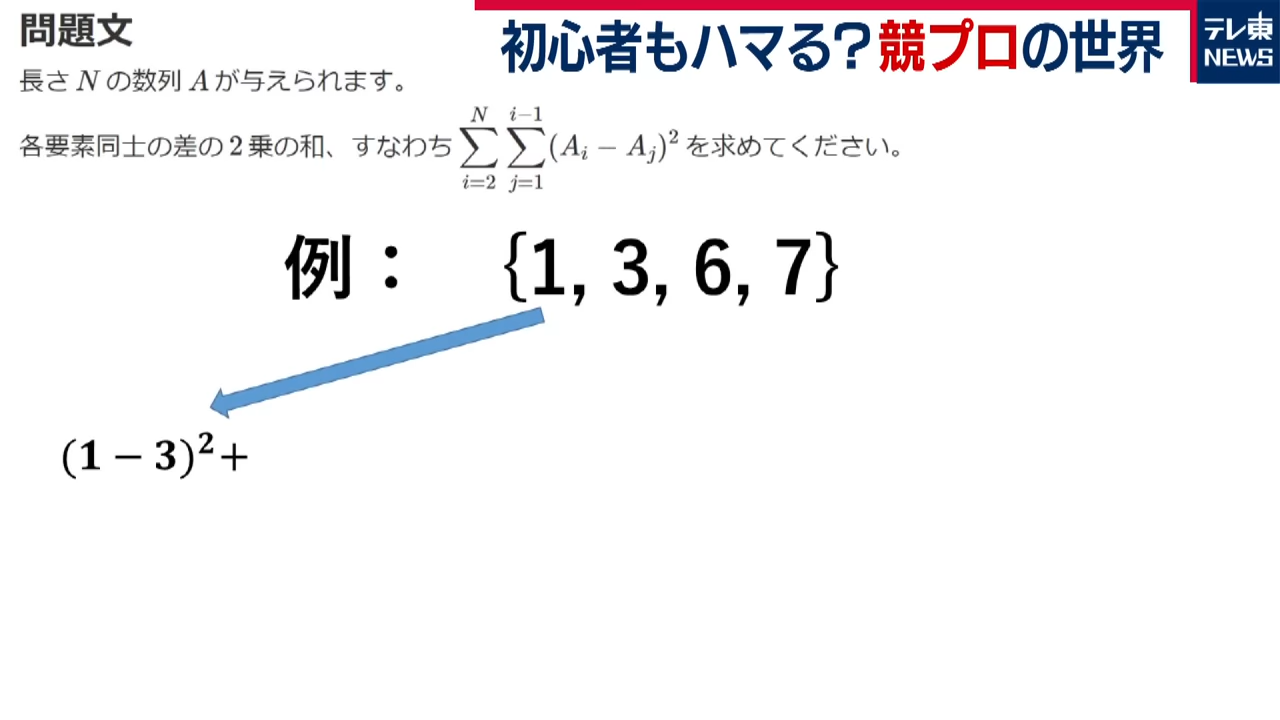 問題文
初心者もハマる?競プロの世界
テレ東
NEWS
長さ N の数列 A が与えられます。
各要素同士の差の 2 乗の和、すなわち \sum_{i=2}^{N} \sum_{j=1}^{i-1} (A_i − A_j)^2 を求めてください。
例： {1, 3, 6, 7}
(1 − 3)²+